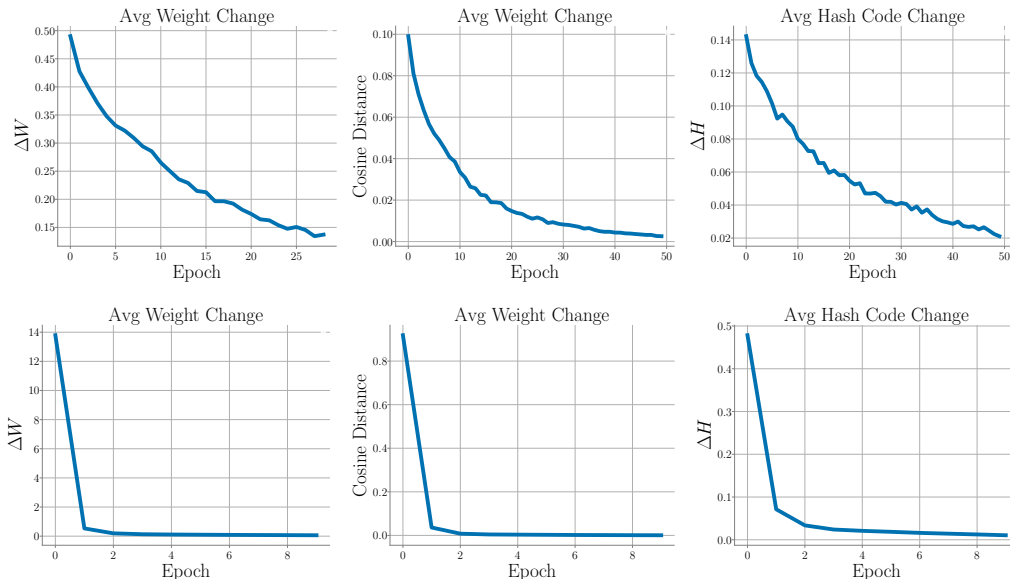 Avg Weight Change
0.50
0.45
0.40
0.35
0.30
0.25
0.20
0.15
ΔW
0 5 10 15 20 25
Epoch
Avg Weight Change
0.10
0.08
0.06
0.04
0.02
0.00
Cosine Distance
0 10 20 30 40 50
Epoch
Avg Hash Code Change
0.14
0.12
0.10
0.08
0.06
0.04
0.02
ΔH
0 10 20 30 40 50
Epoch
Avg Weight Change
14
12
10
8
6
4
2
0
ΔW
0 2 4 6 8
Epoch
Avg Weight Change
0.8
0.6
0.4
0.2
0.0
Cosine Distance
0 2 4 6 8
Epoch
Avg Hash Code Change
0.5
0.4
0.3
0.2
0.1
0.0
ΔH
0 2 4 6 8
Epoch